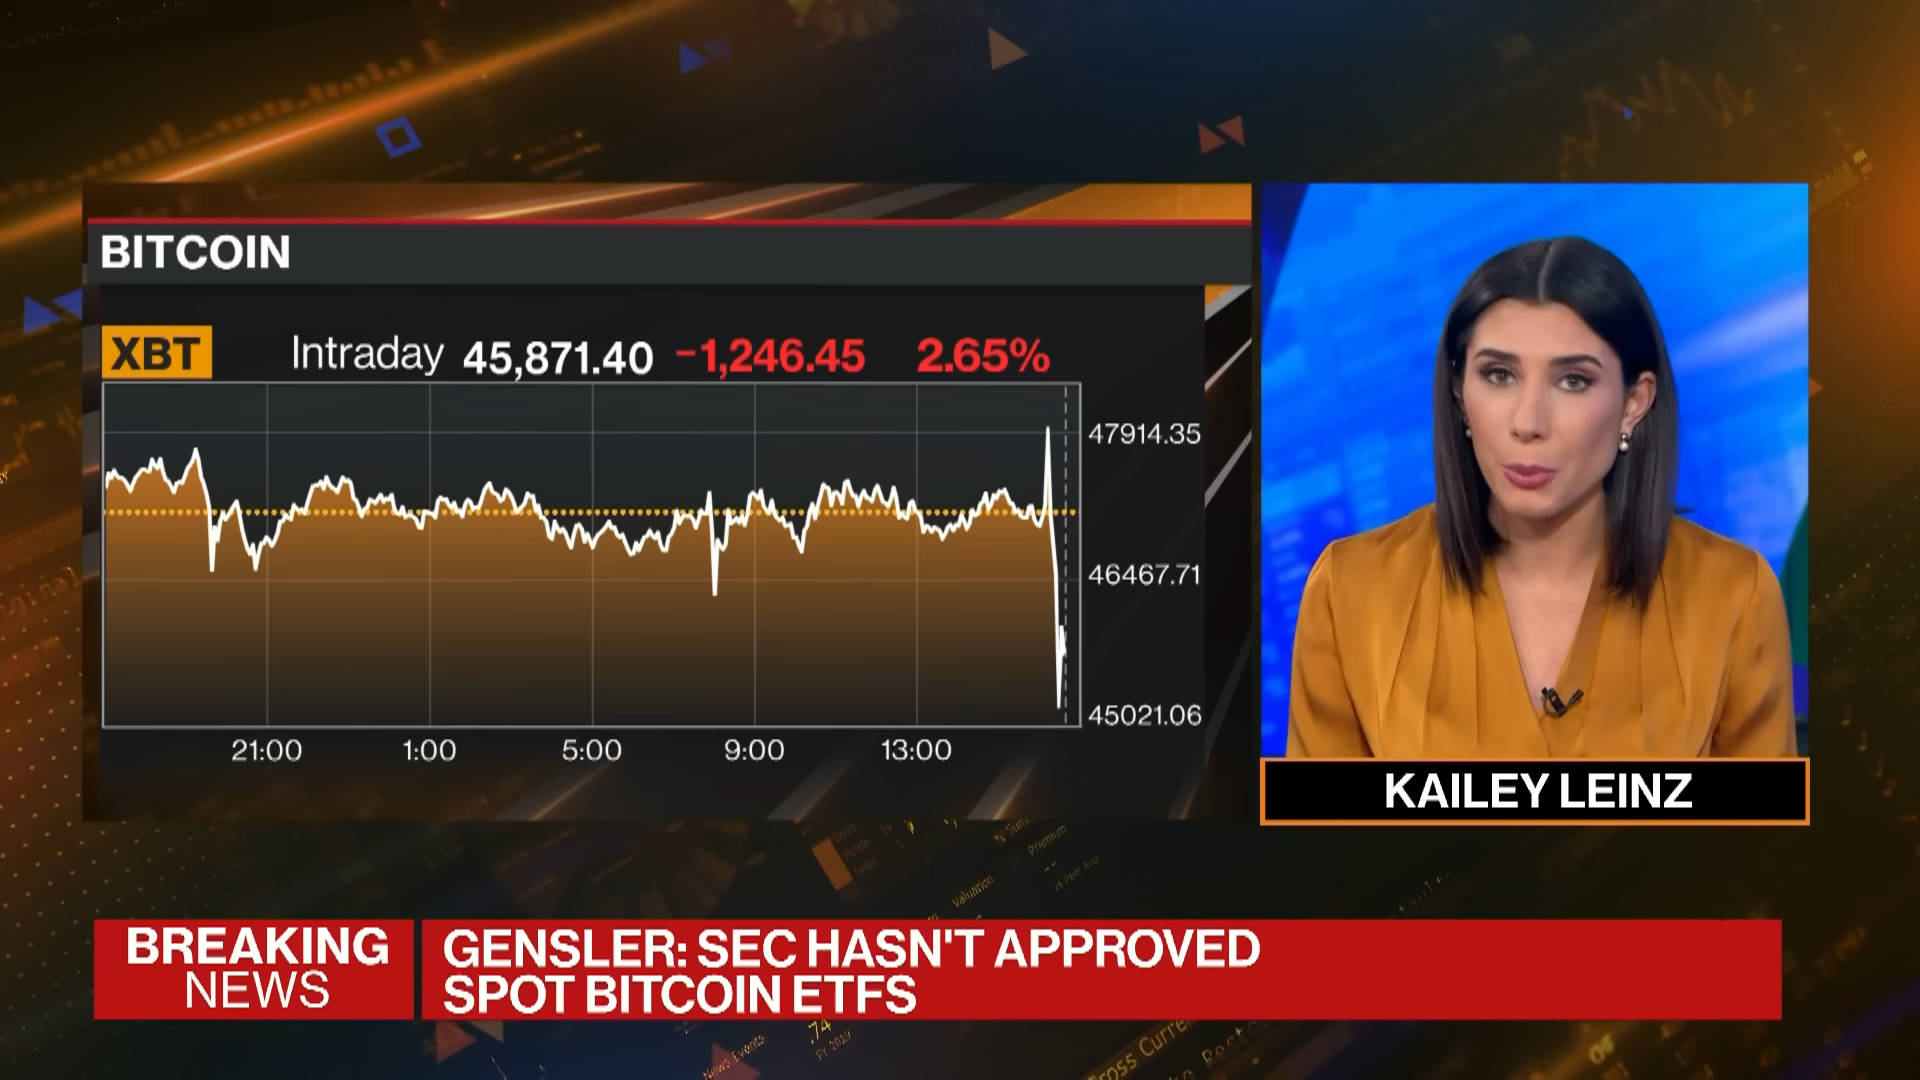 BITCOIN
XBT Intraday 45,871.40 -1,246.45 2.65%
47914.35
46467.71
45021.06
21:00 1:00 5:00 9:00 13:00
KAILEY LEINZ
Valuation
Premium
BREAKING
NEWS
GENSLER: SEC HASN'T APPROVED
SPOT BITCOIN ETFS